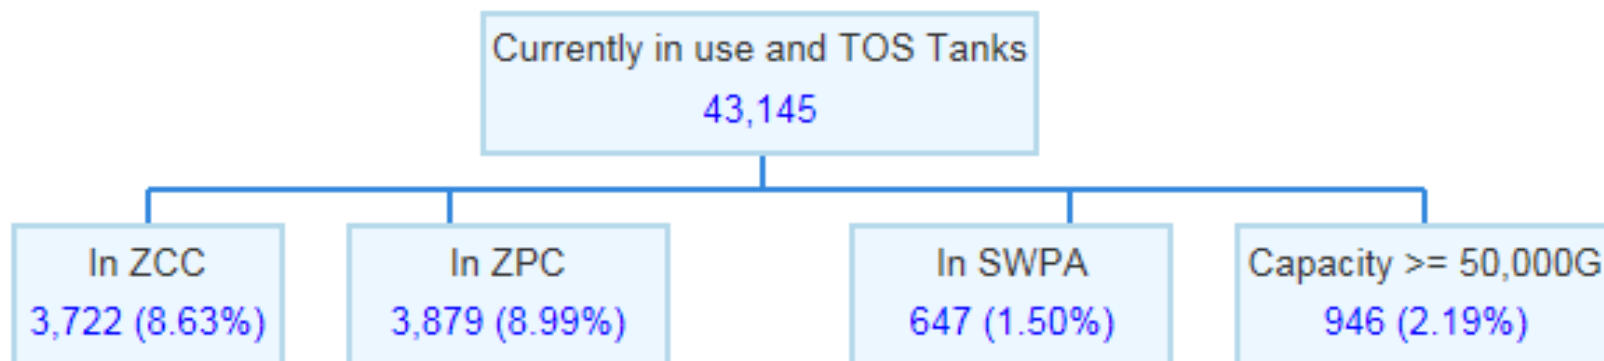 Currently in use and TOS Tanks
43,145
In ZCC
3,722 (8.63%)
In ZPC
3,879 (8.99%)
In SWPA
647 (1.50%)
Capacity >= 50,000G
946 (2.19%)